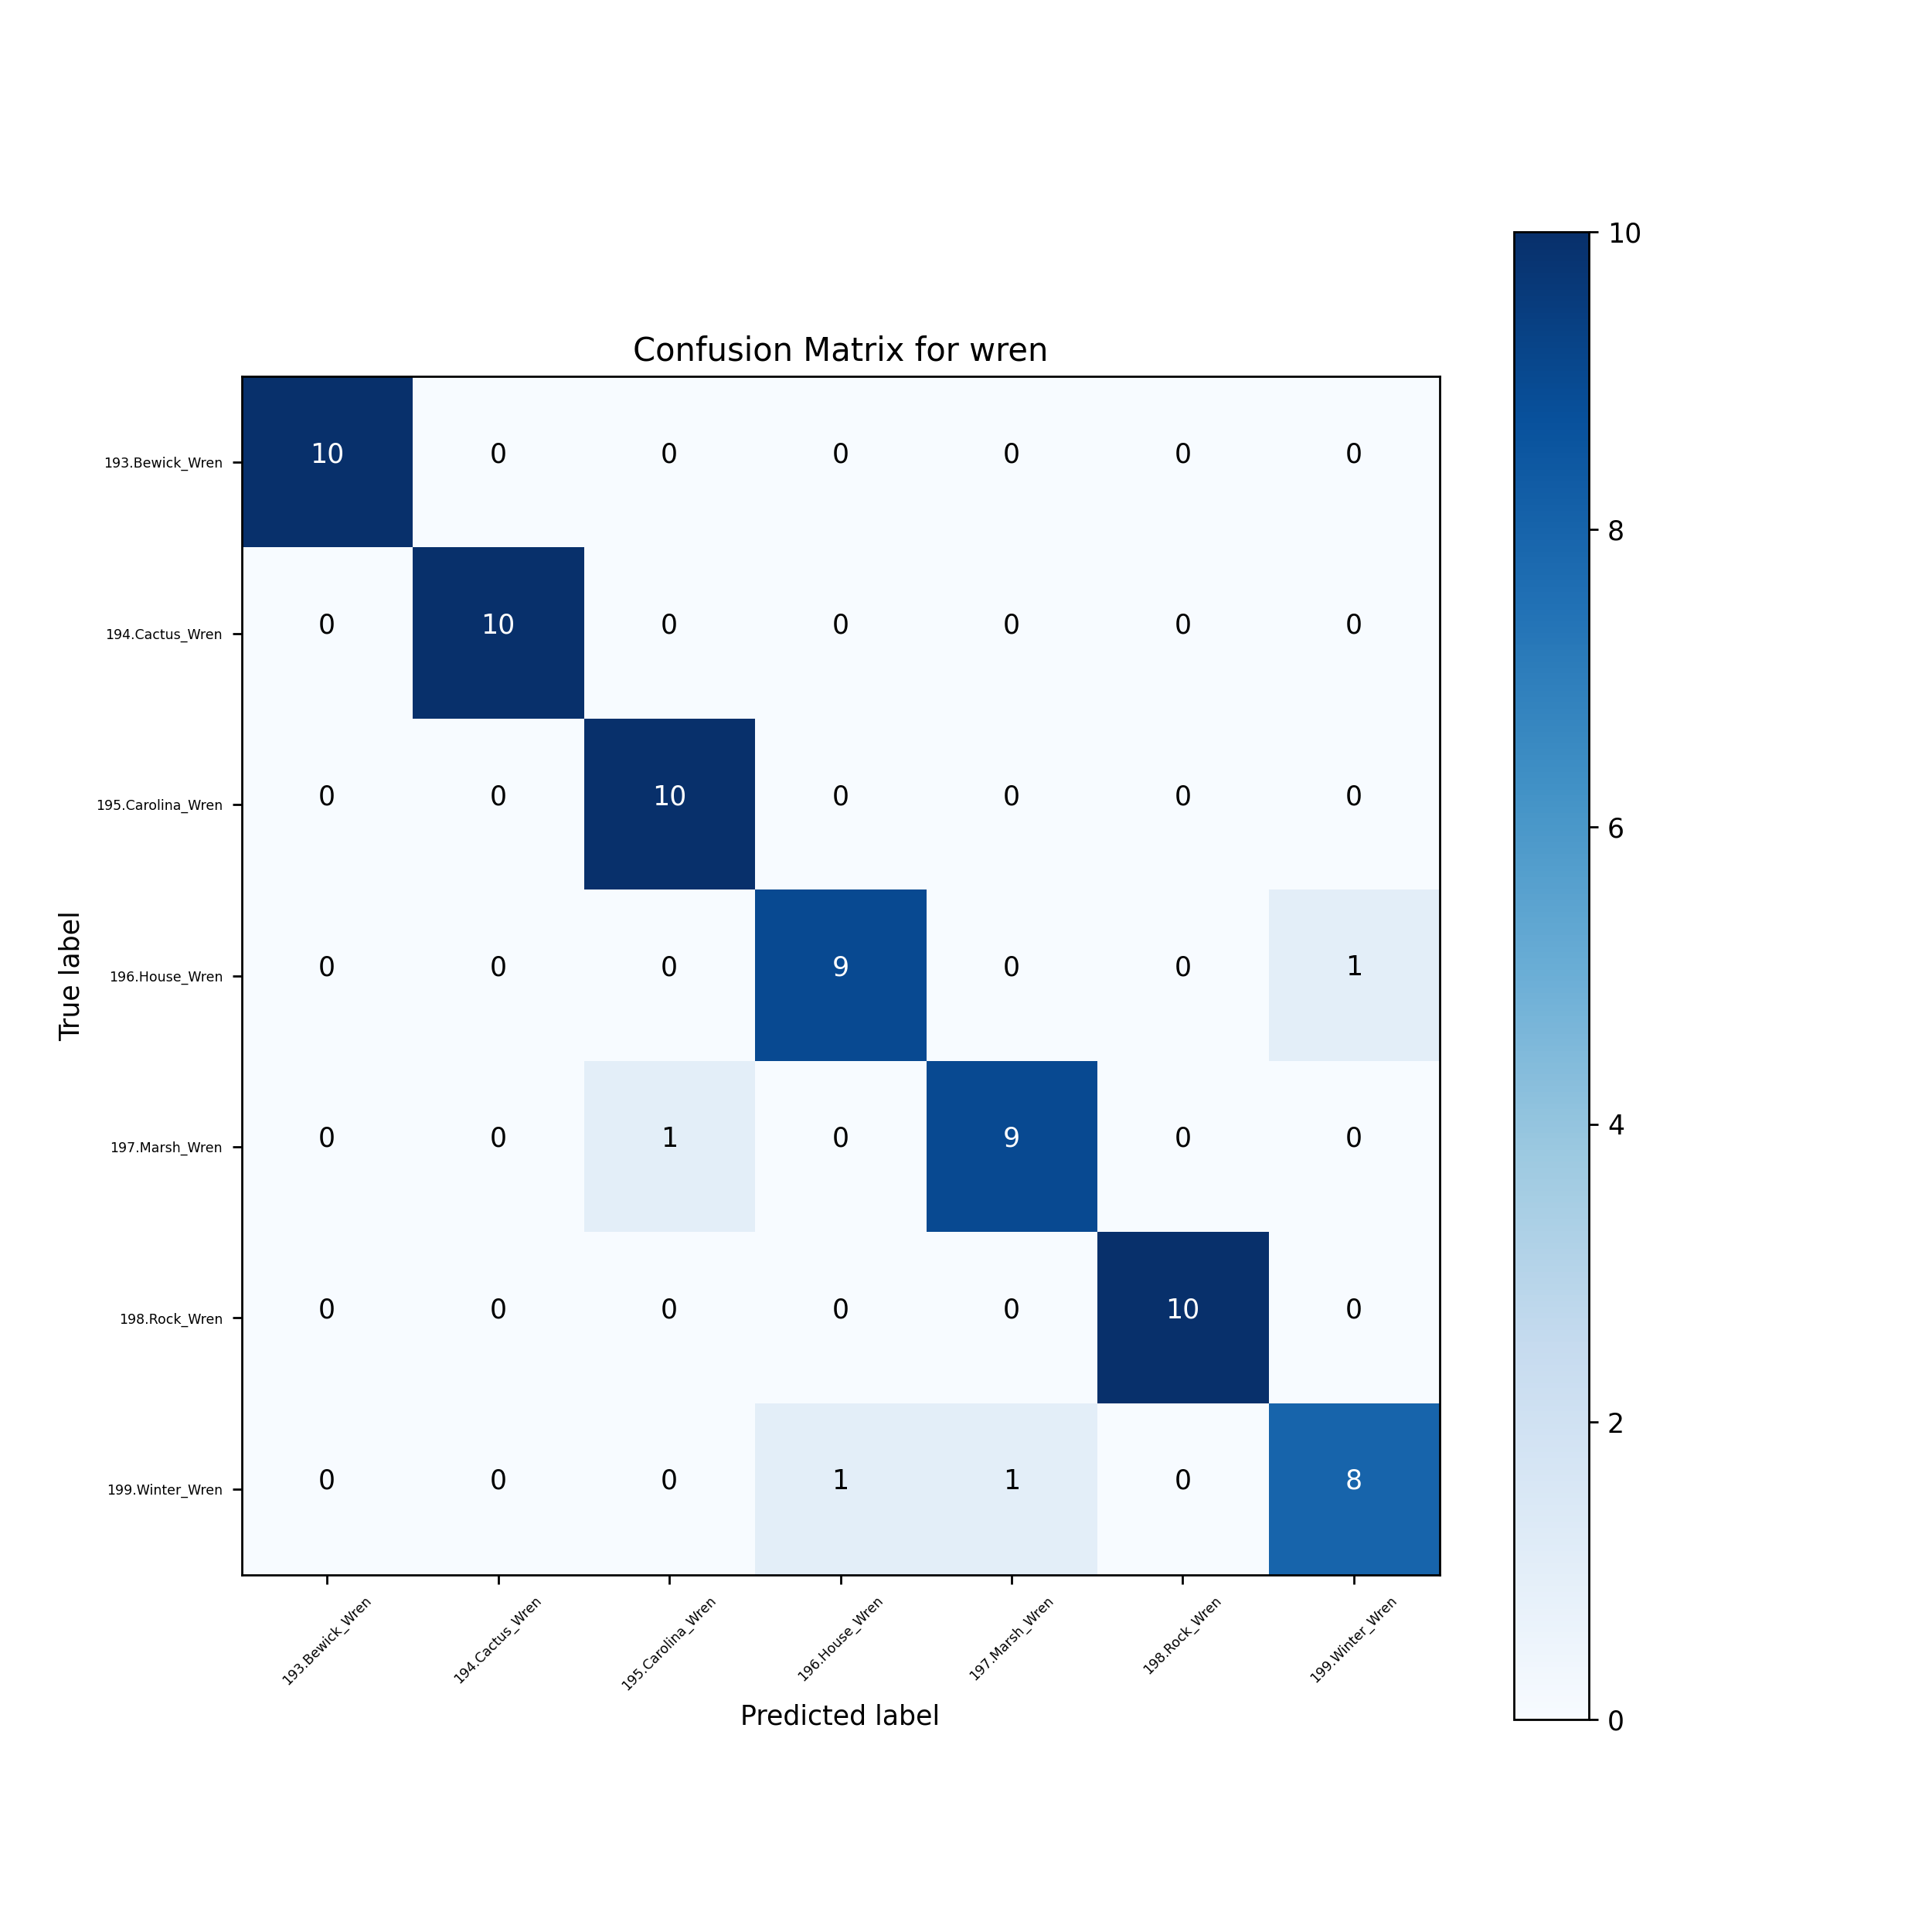 Confusion Matrix for wren
193.Bewick_Wren 10 0 0 0 0 0 0
194.Cactus_Wren 0 10 0 0 0 0 0
195.Carolina_Wren 0 0 10 0 0 0 0
196.House_Wren 0 0 0 9 0 0 1
197.Marsh_Wren 0 0 1 0 9 0 0
198.Rock_Wren 0 0 0 0 0 10 0
199.Winter_Wren 0 0 0 1 1 0 8
True label
193.Bewick_Wren 194.Cactus_Wren 195.Carolina_Wren 196.House_Wren 197.Marsh_Wren 198.Rock_Wren 199.Winter_Wren
Predicted label
10
8
6
4
2
0